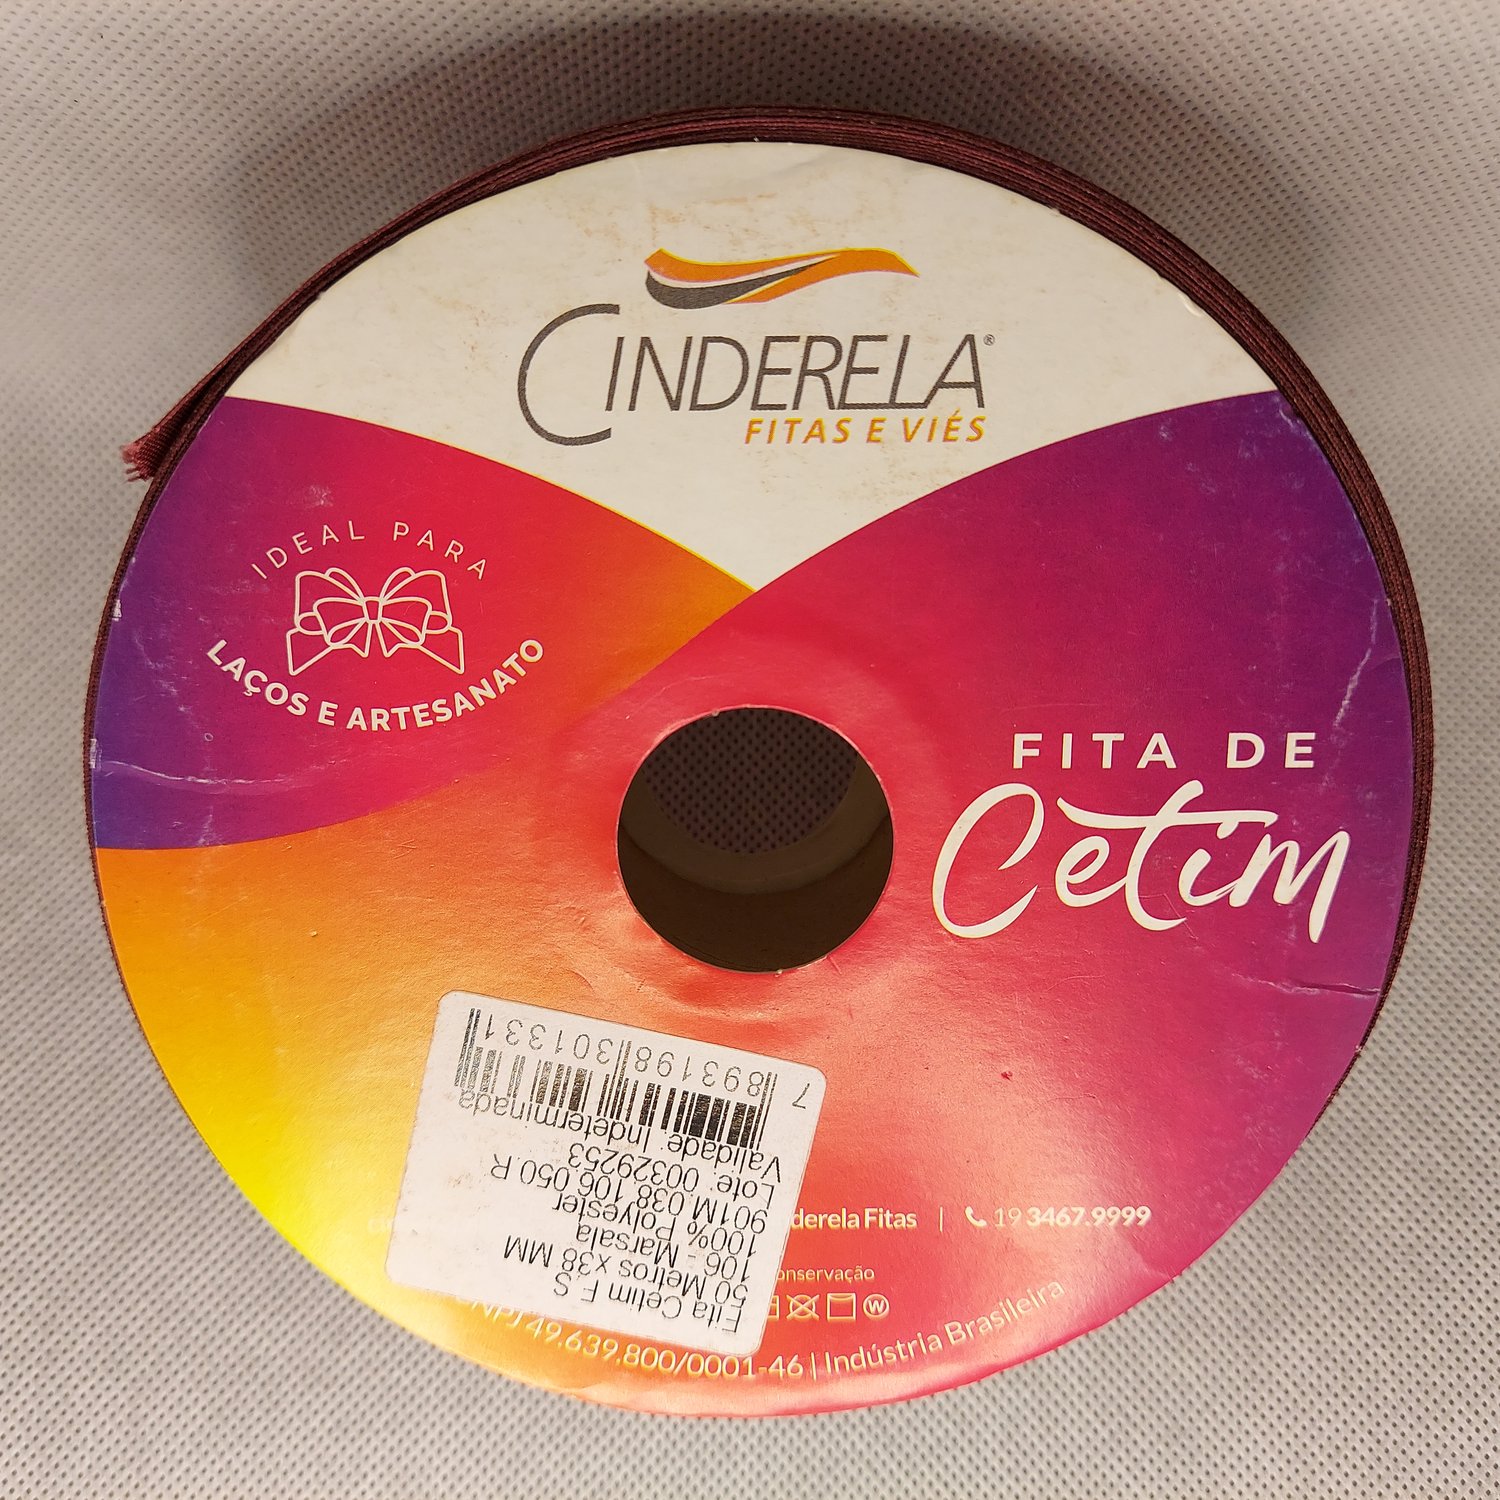 CINDERELA®
FITAS E VIÉS
IDEAL PARA
LAÇOS E ARTESANATO
FITA DE
Cetim
Fita Cetim F.S
50 Metros x38 MM
106 - Marsala
100% Polyester
901M.038.106.050.R
Lote: 00329253
Validade: Indeterminada
7 893198 301331
derela Fitas | 19 3467.9999
onservação
W
NPJ 49.639.800/0001-46 | Indústria Brasileira